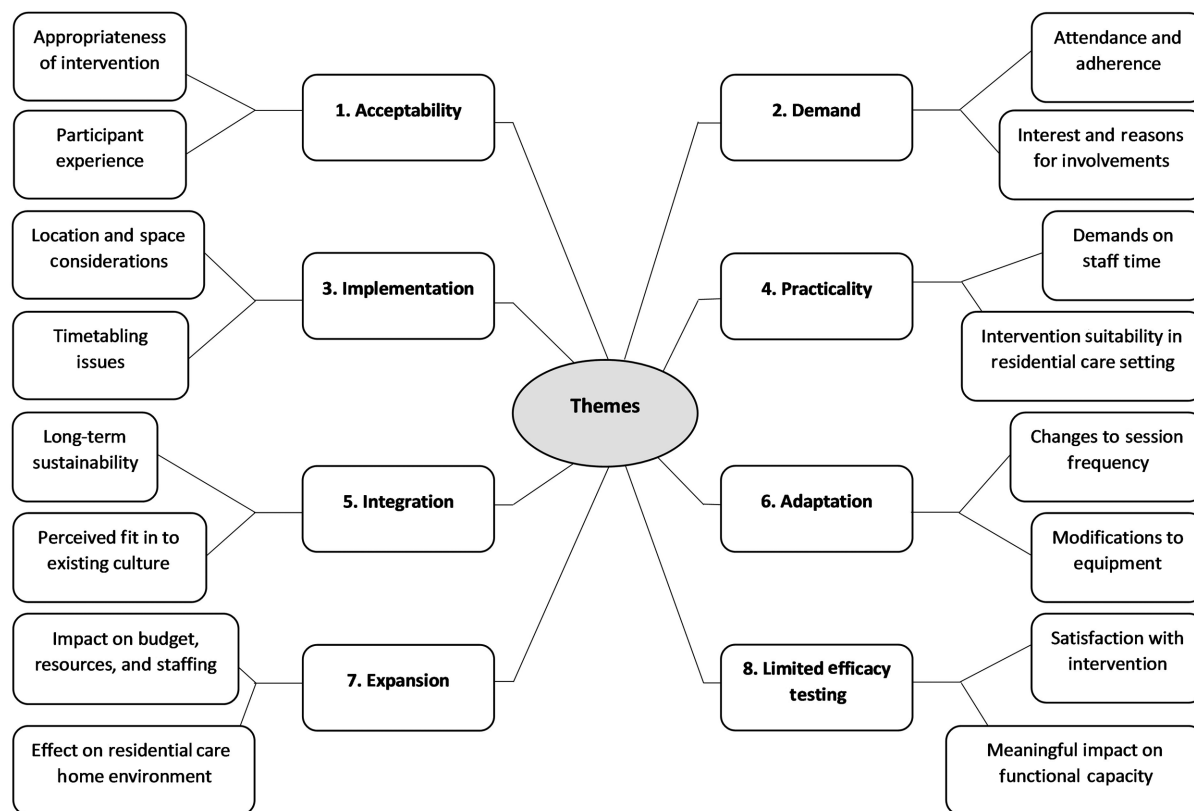 Appropriateness
of intervention
Participant
experience
1. Acceptability
2. Demand
Attendance and
adherence
Interest and reasons
for involvements
Location and space
considerations
Timetabling
issues
3. Implementation
4. Practicality
Demands on
staff time
Intervention suitability in
residential care setting
Themes
Long-term
sustainability
Perceived fit in to
existing culture
5. Integration
6. Adaptation
Changes to session
frequency
Modifications to
equipment
Impact on budget,
resources, and staffing
Effect on residential care
home environment
7. Expansion
8. Limited efficacy
testing
Satisfaction with
intervention
Meaningful impact on
functional capacity